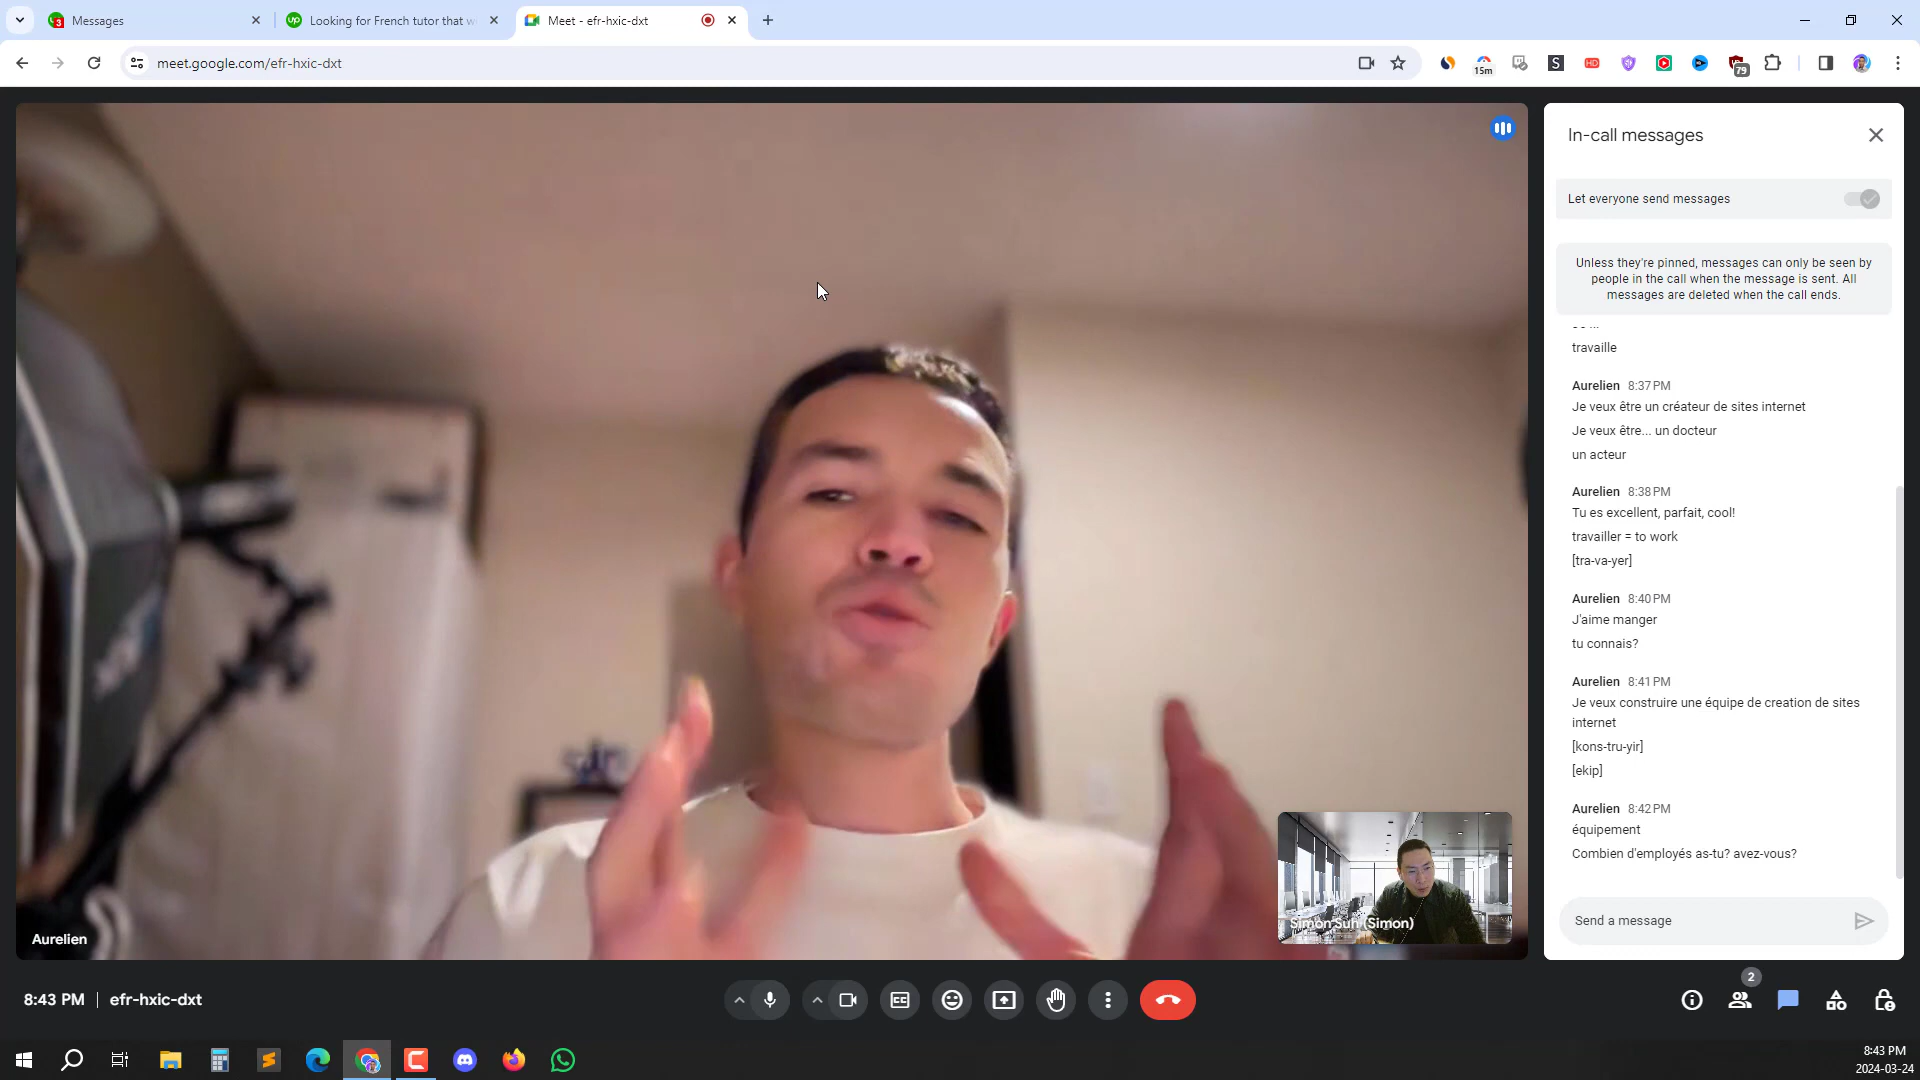 Messages
Looking for French tutor that w
Meet - efr-hxic-dxt
meet.google.com/efr-hxic-dxt
15m
S
HD
79
In-call messages
Let everyone send messages
Unless they're pinned, messages can only be seen by
people in the call when the message is sent. All
messages are deleted when the call ends.
travaille
Aurelien 8:37 PM
Je veux être un créateur de sites internet
Je veux être... un docteur
un acteur
Aurelien 8:38 PM
Tu es excellent, parfait, cool!
travailler = to work
[tra-va-yer]
Aurelien 8:40 PM
J'aime manger
tu connais?
Aurelien 8:41 PM
Je veux construire une équipe de creation de sites
internet
[kons-tru-yir]
[ekip]
Aurelien 8:42 PM
équipement
Combien d'employés as-tu? avez-vous?
Send a message
Aurelien
Simon Suh (Simon)
8:43 PM | efr-hxic-dxt
CC
2
8:43 PM
2024-03-24